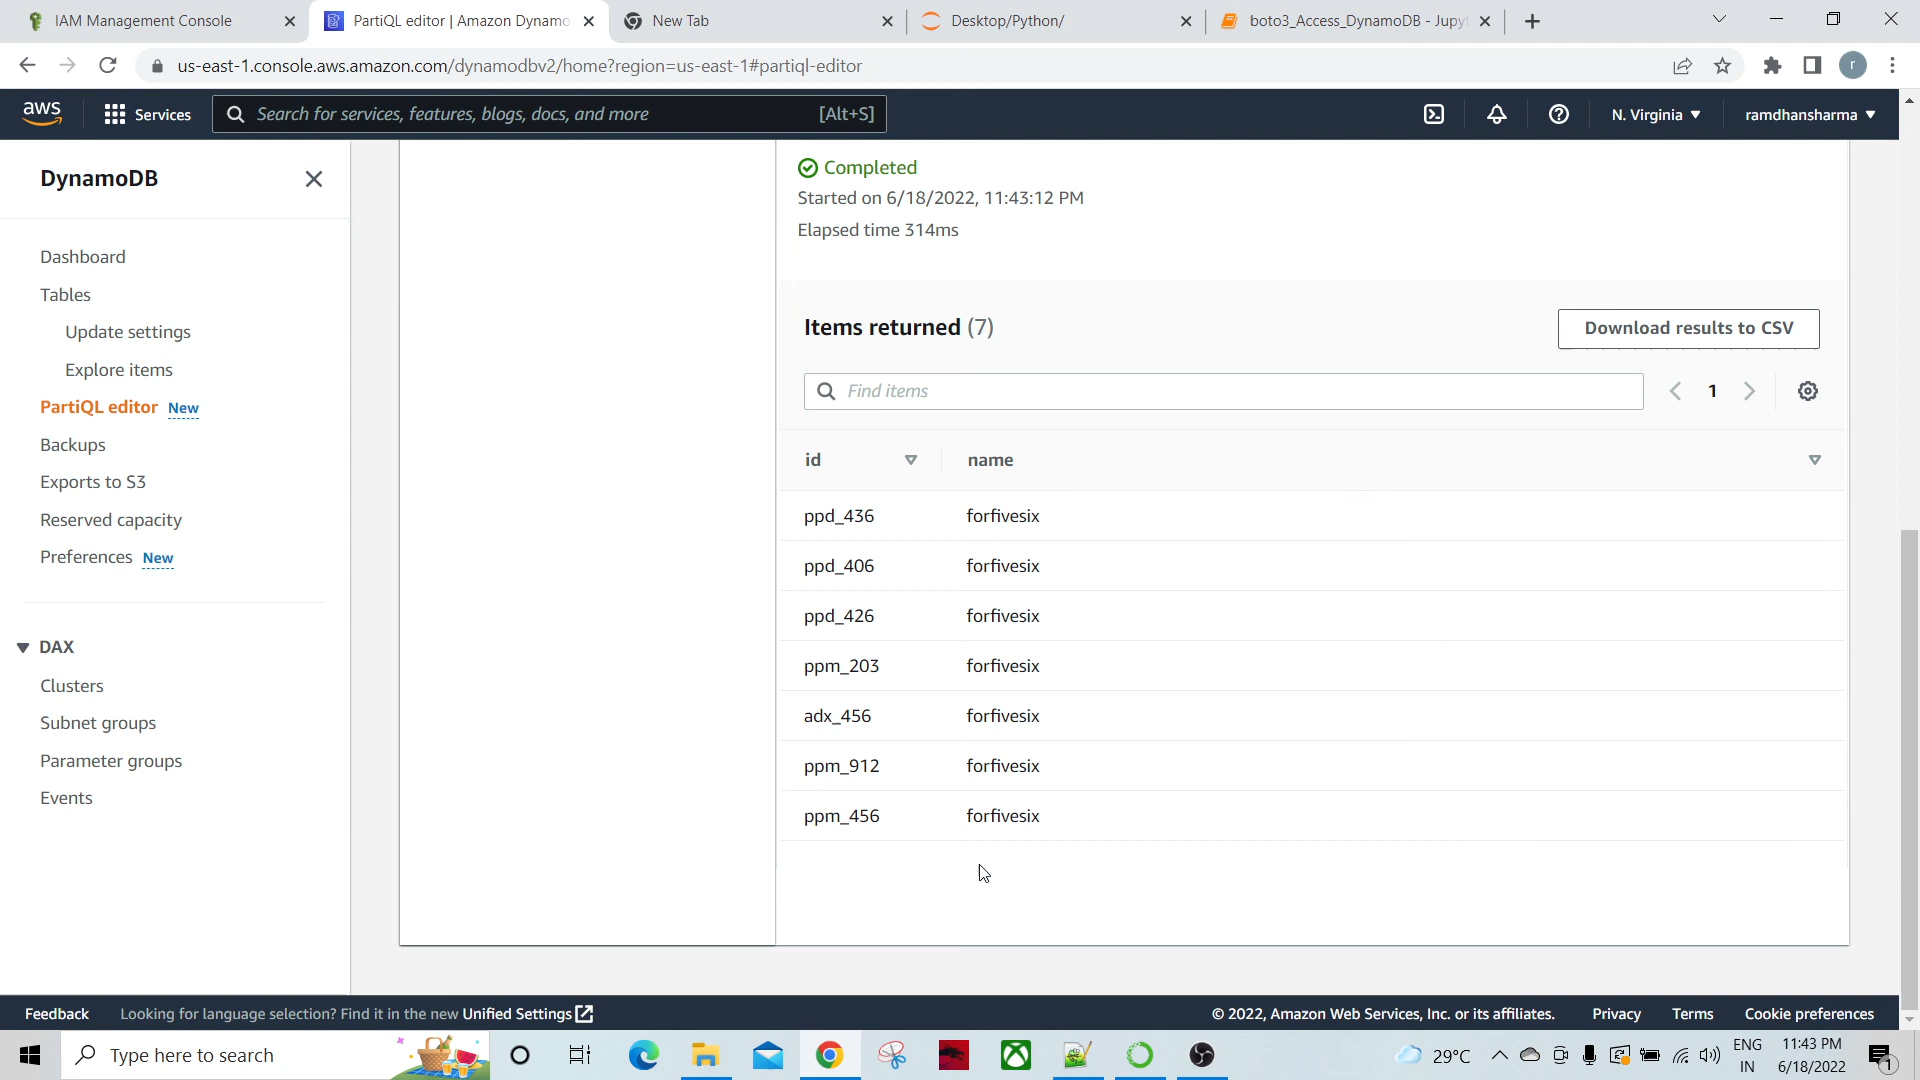 IAM Management Console
PartiQL editor | Amazon Dynamo
New Tab
Desktop/Python/
boto3_Access_DynamoDB - Jupyt
us-east-1.console.aws.amazon.com/dynamodbv2/home?region=us-east-1#partiql-editor
r
aws
Services
Search for services, features, blogs, docs, and more
[Alt+S]
N. Virginia
ramdhansharma
DynamoDB
Dashboard
Tables
Update settings
Explore items
PartiQL editor New
Backups
Exports to S3
Reserved capacity
Preferences New
DAX
Clusters
Subnet groups
Parameter groups
Events
Completed
Started on 6/18/2022, 11:43:12 PM
Elapsed time 314ms
Items returned (7)
Download results to CSV
Find items
1
id name
ppd_436 forfivesix
ppd_406 forfivesix
ppd_426 forfivesix
ppm_203 forfivesix
adx_456 forfivesix
ppm_912 forfivesix
ppm_456 forfivesix
Feedback
Looking for language selection? Find it in the new Unified Settings
© 2022, Amazon Web Services, Inc. or its affiliates.
Privacy
Terms
Cookie preferences
Type here to search
29°C
ENG
IN
11:43 PM
6/18/2022
1